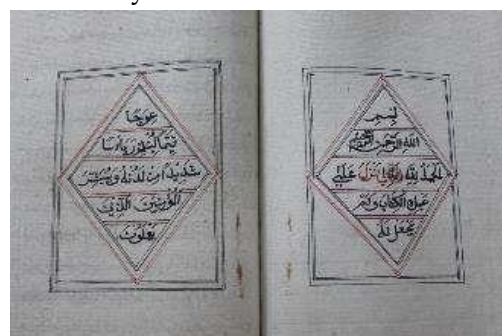 بسم
الله الرحمن الرحيم
الحمد لله الذي انزل علي
عبده الكتاب ولم
يجعل له
عوجا
قيما لينذر باسا
شديدا من لدنه ويبشر
المؤمنين الذين
يعملون